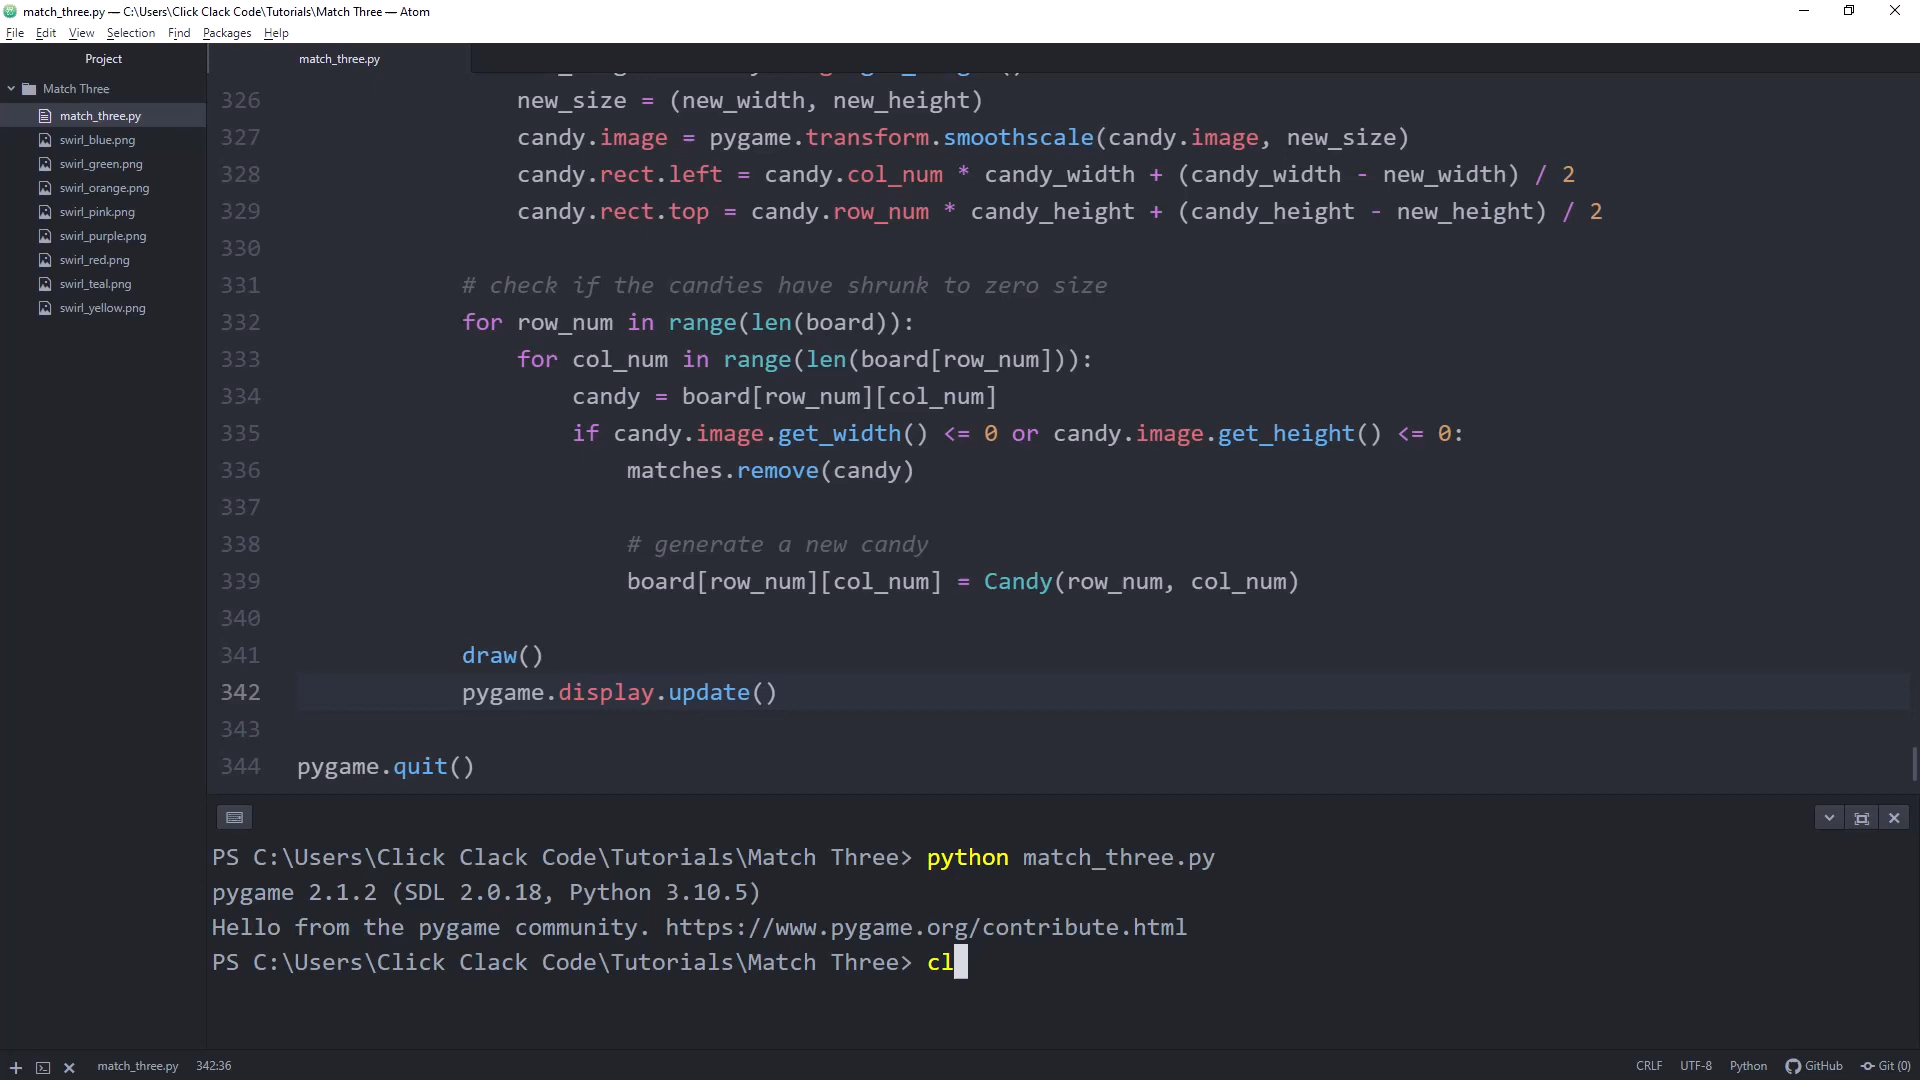 match_three.py — C:\Users\Click Clack Code\Tutorials\Match Three — Atom
File Edit View Selection Find Packages Help
Project
match_three.py
Match Three
match_three.py
swirl_blue.png
swirl_green.png
swirl_orange.png
swirl_pink.png
swirl_purple.png
swirl_red.png
swirl_teal.png
swirl_yellow.png
326 new_size = (new_width, new_height)
327 candy.image = pygame.transform.smoothscale(candy.image, new_size)
328 candy.rect.left = candy.col_num * candy_width + (candy_width - new_width) / 2
329 candy.rect.top = candy.row_num * candy_height + (candy_height - new_height) / 2
330
331 # check if the candies have shrunk to zero size
332 for row_num in range(len(board)):
333 for col_num in range(len(board[row_num])):
334 candy = board[row_num][col_num]
335 if candy.image.get_width() <= 0 or candy.image.get_height() <= 0:
336 matches.remove(candy)
337
338 # generate a new candy
339 board[row_num][col_num] = Candy(row_num, col_num)
340
341 draw()
342 pygame.display.update()
343
344 pygame.quit()
PS C:\Users\Click Clack Code\Tutorials\Match Three> python match_three.py
pygame 2.1.2 (SDL 2.0.18, Python 3.10.5)
Hello from the pygame community. https://www.pygame.org/contribute.html
PS C:\Users\Click Clack Code\Tutorials\Match Three> cl
match_three.py 342:36 CRLF UTF-8 Python GitHub Git (0)